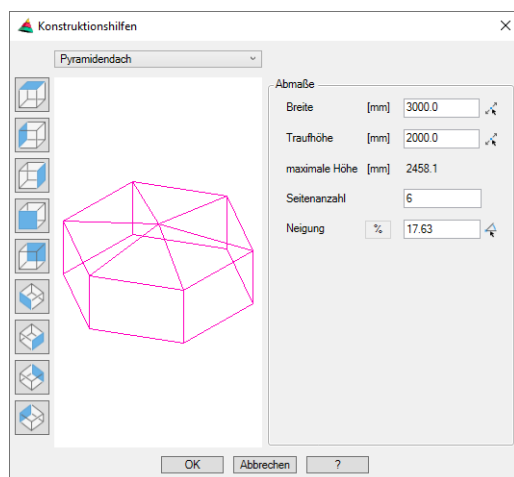 Konstruktionshilfen
Pyramidendach
Abmaße
Breite [mm] 3000.0
Traufhöhe [mm] 2000.0
maximale Höhe [mm] 2458.1
Seitenanzahl 6
Neigung % 17.63
OK Abbrechen ?